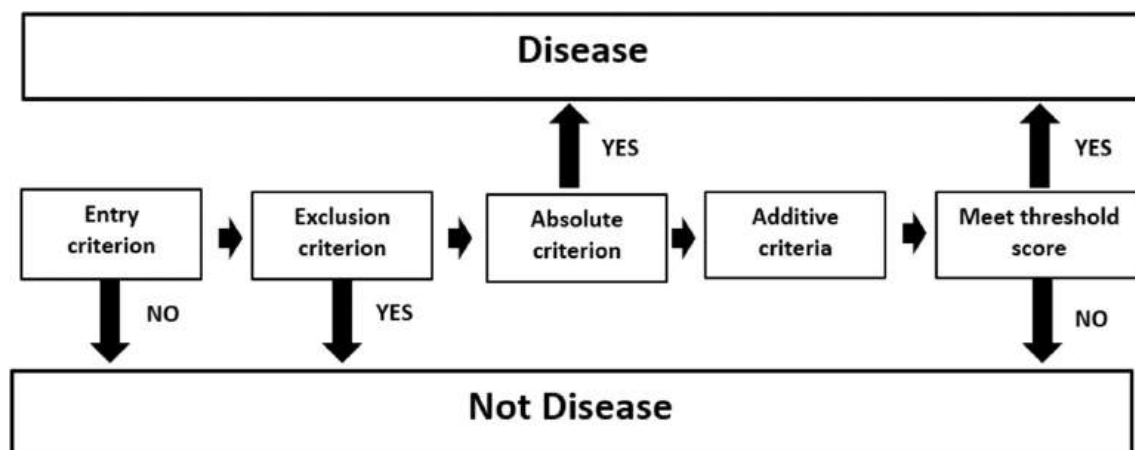 Disease
YES
YES
Entry
criterion
Exclusion
criterion
Absolute
criterion
Additive
criteria
Meet threshold
score
NO
YES
NO
Not Disease